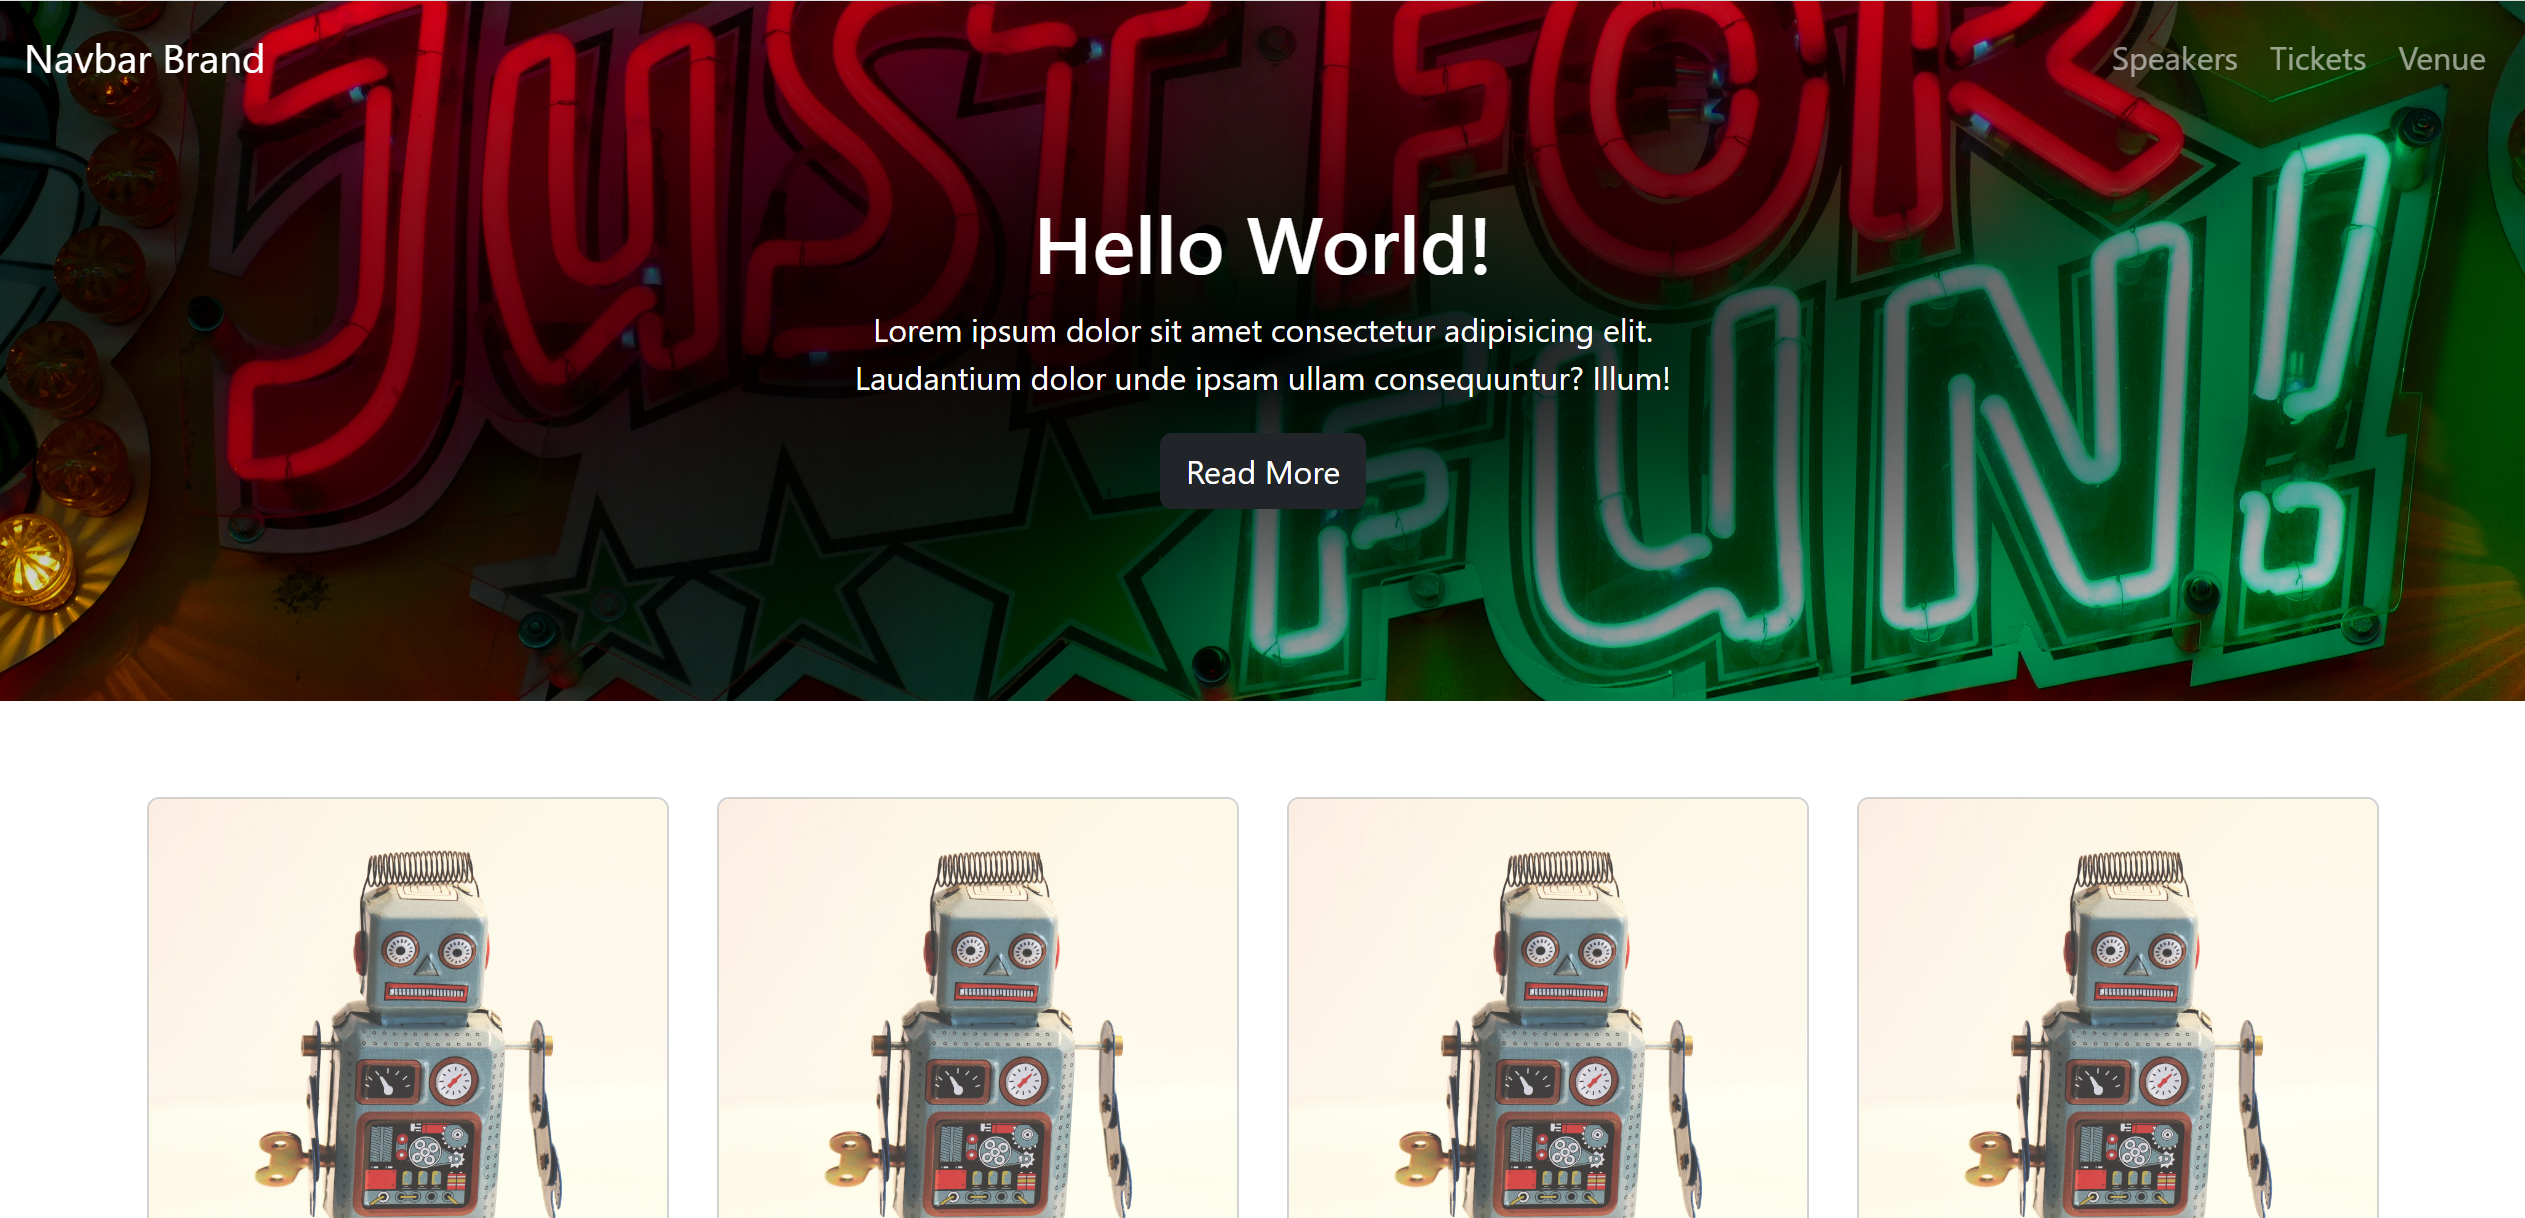 Navbar Brand
Speakers Tickets Venue
JUST FOR
FUN!
Hello World!
Lorem ipsum dolor sit amet consectetur adipisicing elit.
Laudantium dolor unde ipsam ullam consequuntur? Illum!
Read More